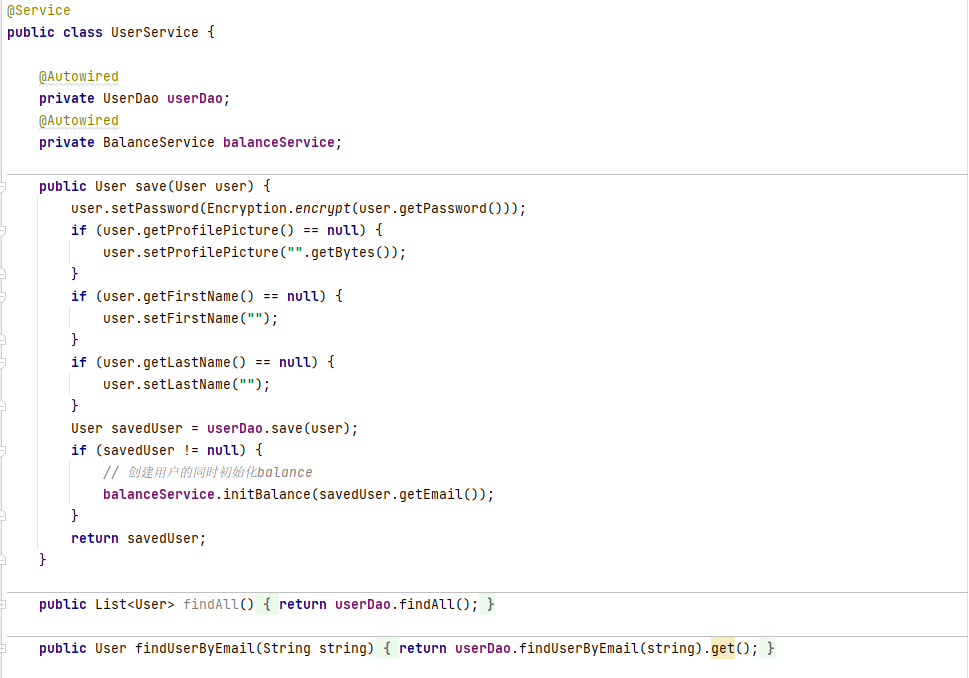 @Service
public class UserService {
@Autowired
private UserDao userDao;
@Autowired
private BalanceService balanceService;
public User save(User user) {
user.setPassword(Encryption.encrypt(user.getPassword()));
if (user.getProfilePicture() == null) {
user.setProfilePicture("".getBytes());
}
if (user.getFirstName() == null) {
user.setFirstName("");
}
if (user.getLastName() == null) {
user.setLastName("");
}
User savedUser = userDao.save(user);
if (savedUser != null) {
// 创建用户的同时初始化balance
balanceService.initBalance(savedUser.getEmail());
}
return savedUser;
}
public List<User> findAll() { return userDao.findAll(); }
public User findUserByEmail(String string) { return userDao.findUserByEmail(string).get(); }